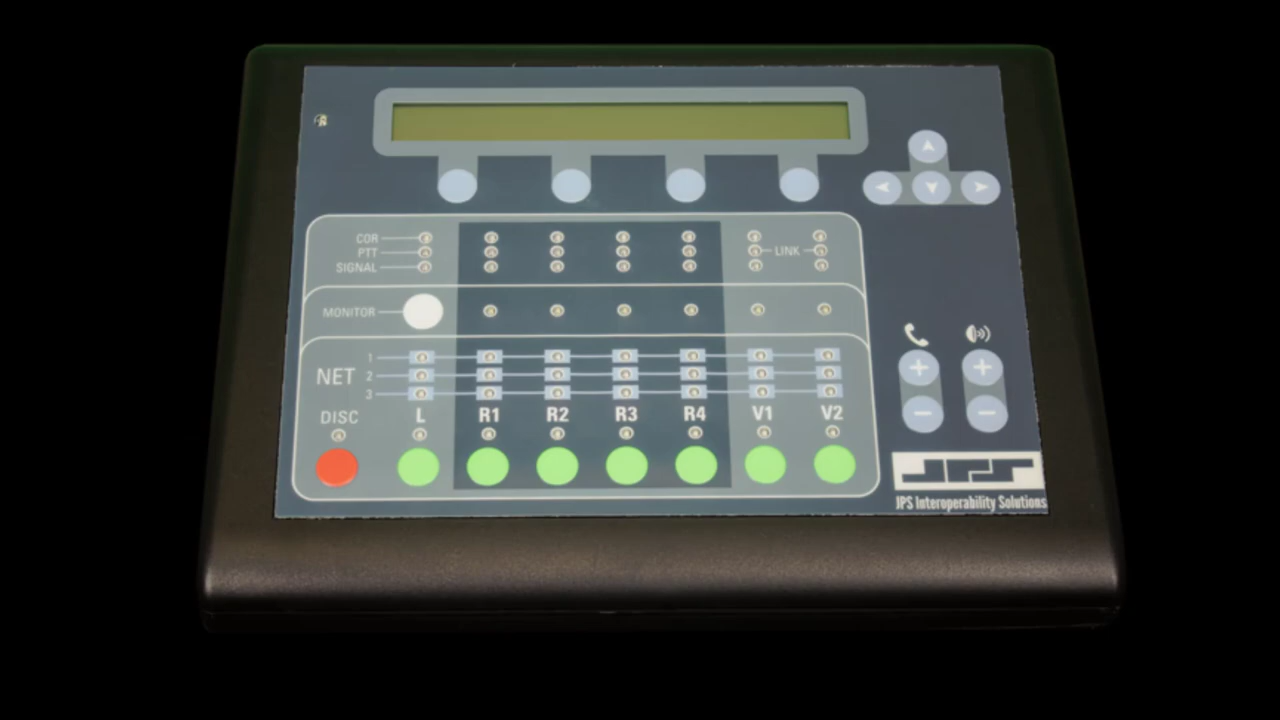 COR
PTT
LINK
SIGNAL
MONITOR
1
NET 2
3
DISC L R1 R2 R3 R4 V1 V2
JPS
JPS Interoperability Solutions